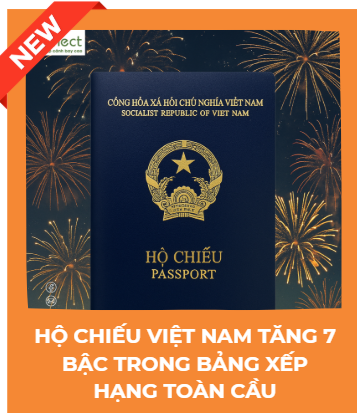 NEW
CỘNG HÒA XÃ HỘI CHỦ NGHĨA VIỆT NAM
SOCIALIST REPUBLIC OF VIET NAM
HỘ CHIẾU
PASSPORT
HỘ CHIẾU VIỆT NAM TĂNG 7
BẬC TRONG BẢNG XẾP
HẠNG TOÀN CẦU